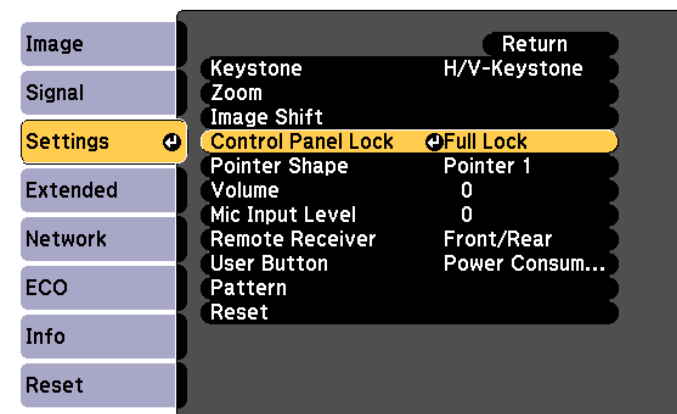 Image
Signal
Settings
Extended
Network
ECO
Info
Reset
Return
Keystone H/V-Keystone
Zoom
Image Shift
Control Panel Lock Full Lock
Pointer Shape Pointer 1
Volume 0
Mic Input Level 0
Remote Receiver Front/Rear
User Button Power Consum...
Pattern
Reset